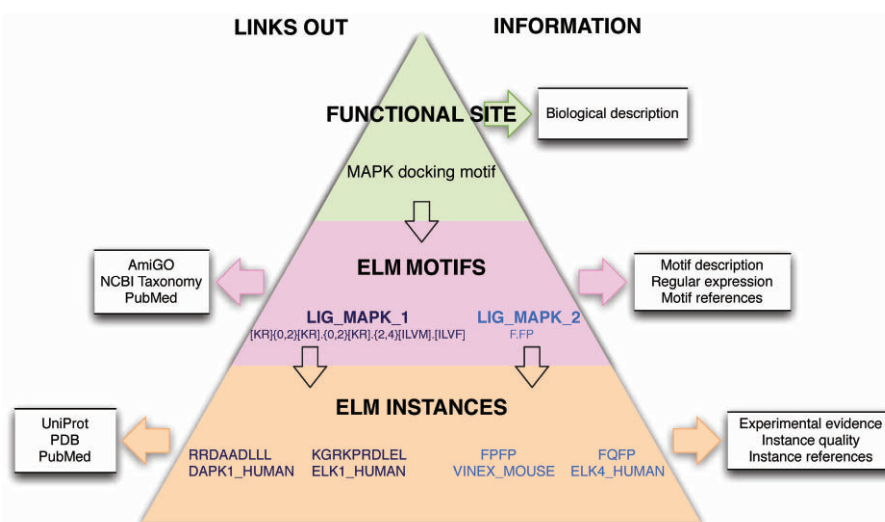 LINKS OUT
INFORMATION
FUNCTIONAL SITE
Biological description
MAPK docking motif
AmiGO
NCBI Taxonomy
PubMed
ELM MOTIFS
Motif description
Regular expression
Motif references
LIG_MAPK_1
[KR]{0,2}[KR].{0,2}[KR].{2,4}[ILVM].[ILVF]
LIG_MAPK_2
F.FP
UniProt
PDB
PubMed
ELM INSTANCES
Experimental evidence
Instance quality
Instance references
RRDAADLLL
DAPK1_HUMAN
KGRKPRDLEL
ELK1_HUMAN
FPFP
VINEX_MOUSE
FQFP
ELK4_HUMAN